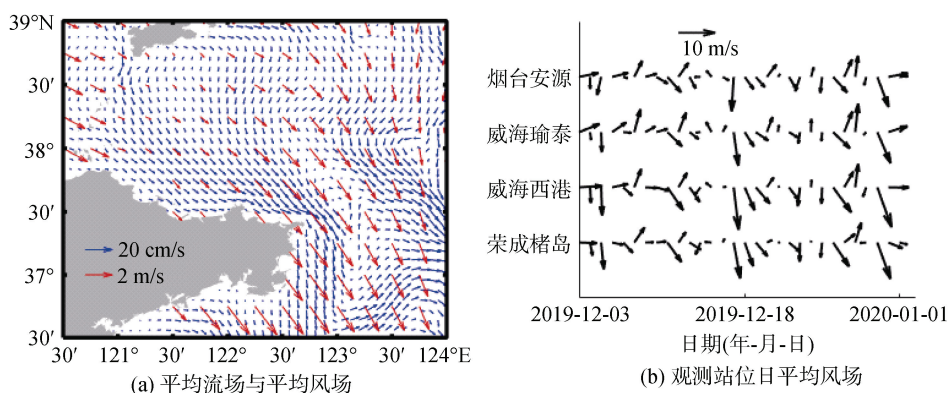 39°N
30′
38°
30′
37°
30′
20 cm/s
2 m/s
30′ 121° 30′ 122° 30′ 123° 30′ 124°E
(a) 平均流场与平均风场
10 m/s
烟台安源
威海瑜泰
威海西港
荣成楮岛
2019-12-03 2019-12-18 2020-01-01
日期(年-月-日)
(b) 观测站位日平均风场